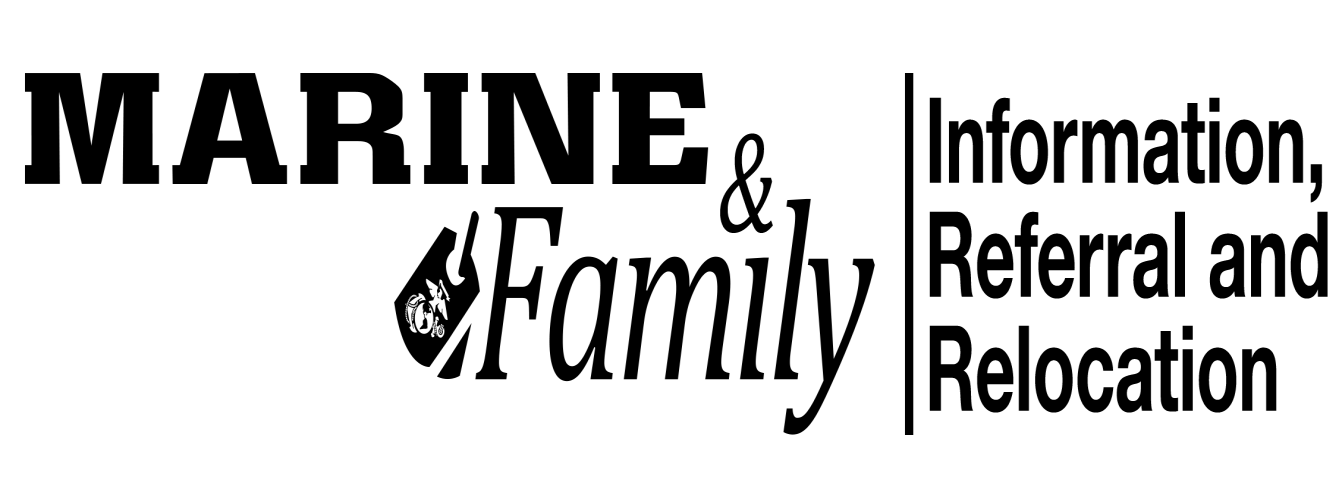 MARINE
&
Family
Information,
Referral and
Relocation